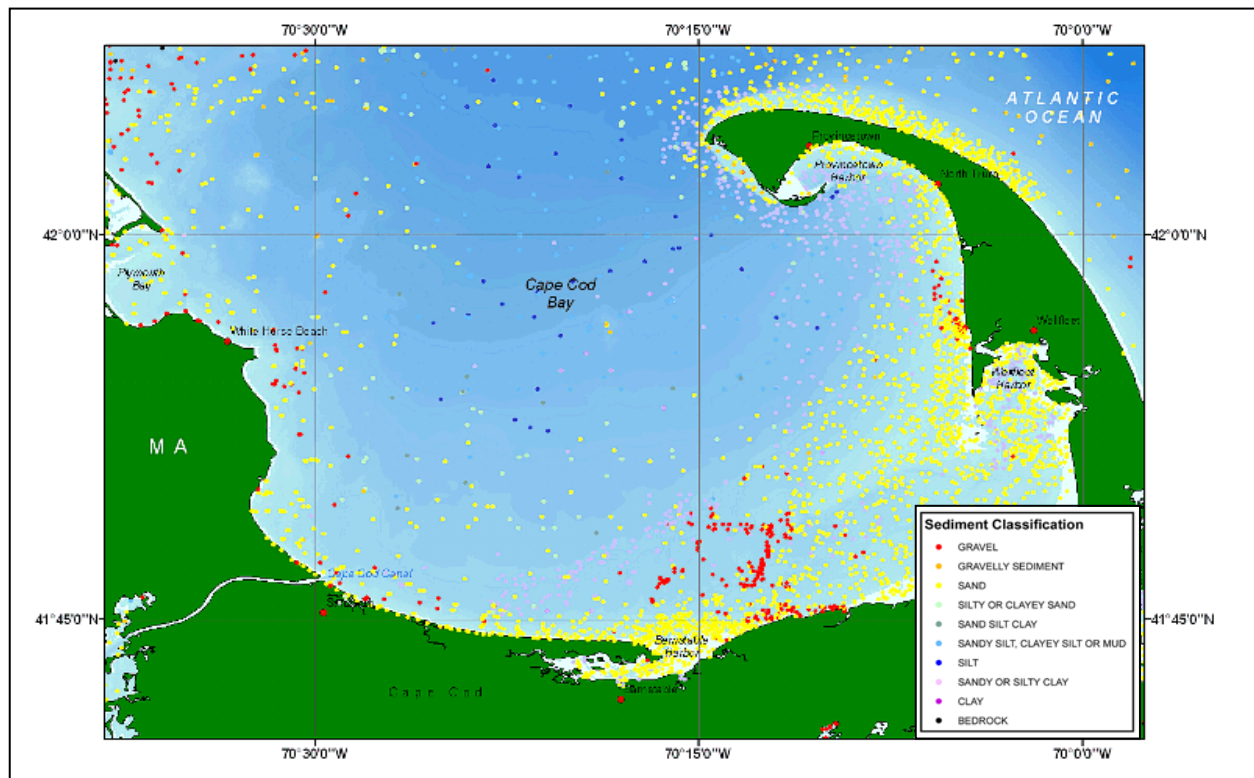 70°30'0"W
70°15'0"W
70°0'0"W
ATLANTIC
OCEAN
Provincetown
Provincetown
Harbor
North Truro
42°0'0"N
42°0'0"N
Plymouth
Bay
Cape Cod
Bay
White Horse Beach
Wellfleet
Wellfleet
Harbor
MA
Sediment Classification
GRAVEL
GRAVELLY SEDIMENT
SAND
SILTY OR CLAYEY SAND
SAND SILT CLAY
SANDY SILT, CLAYEY SILT OR MUD
SILT
SANDY OR SILTY CLAY
CLAY
BEDROCK
Cape Cod Canal
Sandwich
41°45'0"N
41°45'0"N
Barnstable
Harbor
Barnstable
Cape Cod
70°30'0"W
70°15'0"W
70°0'0"W